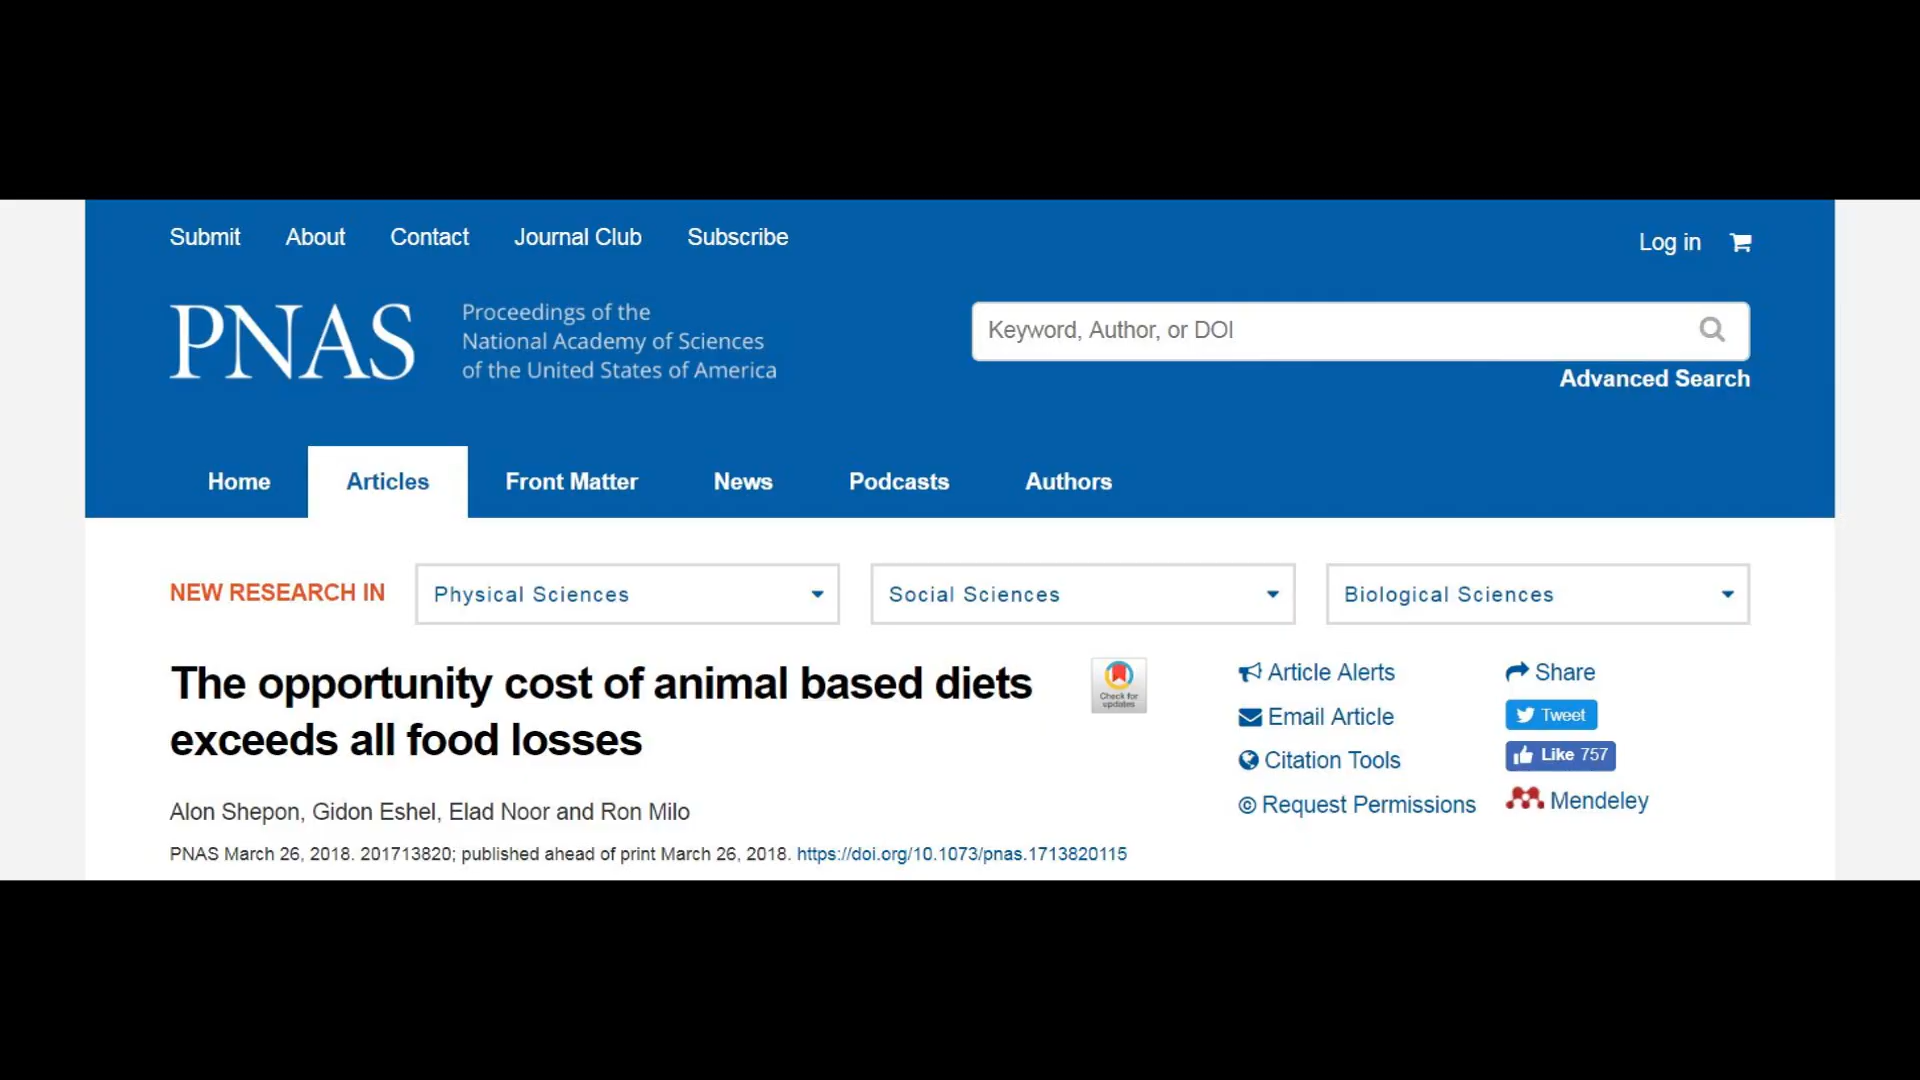 Submit About Contact Journal Club Subscribe
Log in
PNAS
Proceedings of the
National Academy of Sciences
of the United States of America
Keyword, Author, or DOI
Advanced Search
Home Articles Front Matter News Podcasts Authors
NEW RESEARCH IN Physical Sciences Social Sciences Biological Sciences
The opportunity cost of animal based diets
exceeds all food losses
Check for
updates
Alon Shepon, Gidon Eshel, Elad Noor and Ron Milo
PNAS March 26, 2018. 201713820; published ahead of print March 26, 2018. https://doi.org/10.1073/pnas.1713820115
Article Alerts
Email Article
Citation Tools
© Request Permissions
Share
Tweet
Like 757
Mendeley